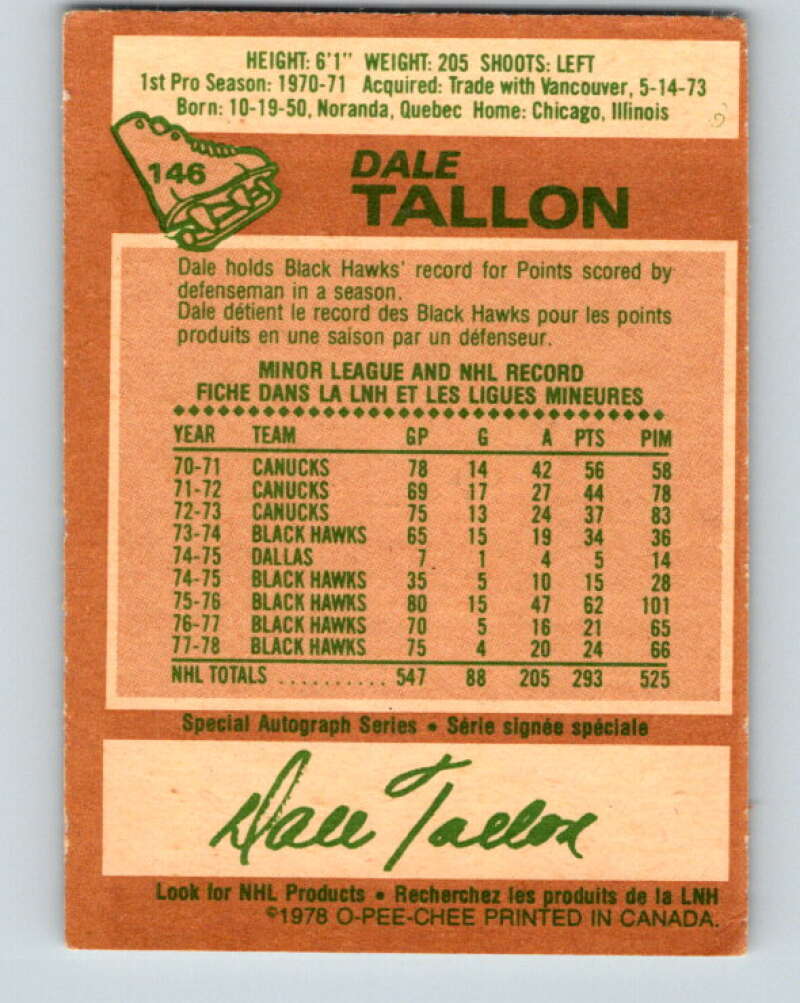 HEIGHT: 6'1" WEIGHT: 205 SHOOTS: LEFT
1st Pro Season: 1970-71 Acquired: Trade with Vancouver, 5-14-73
Born: 10-19-50, Noranda, Quebec Home: Chicago, Illinois
146
DALE
TALLON
Dale holds Black Hawks' record for Points scored by
defenseman in a season.
Dale détient le record des Black Hawks pour les points
produits en une saison par un défenseur.
MINOR LEAGUE AND NHL RECORD
FICHE DANS LA LNH ET LES LIGUES MINEURES
YEAR TEAM GP G A PTS PIM
70-71 CANUCKS 78 14 42 56 58
71-72 CANUCKS 69 17 27 44 78
72-73 CANUCKS 75 13 24 37 83
73-74 BLACK HAWKS 65 15 19 34 36
74-75 DALLAS 7 1 4 5 14
74-75 BLACK HAWKS 35 5 10 15 28
75-76 BLACK HAWKS 80 15 47 62 101
76-77 BLACK HAWKS 70 5 16 21 65
77-78 BLACK HAWKS 75 4 20 24 66
NHL TOTALS .......... 547 88 205 293 525
Special Autograph Series • Série signée spéciale
Dale Tallon
Look for NHL Products • Recherchez les produits de la LNH
©1978 O-PEE-CHEE PRINTED IN CANADA.